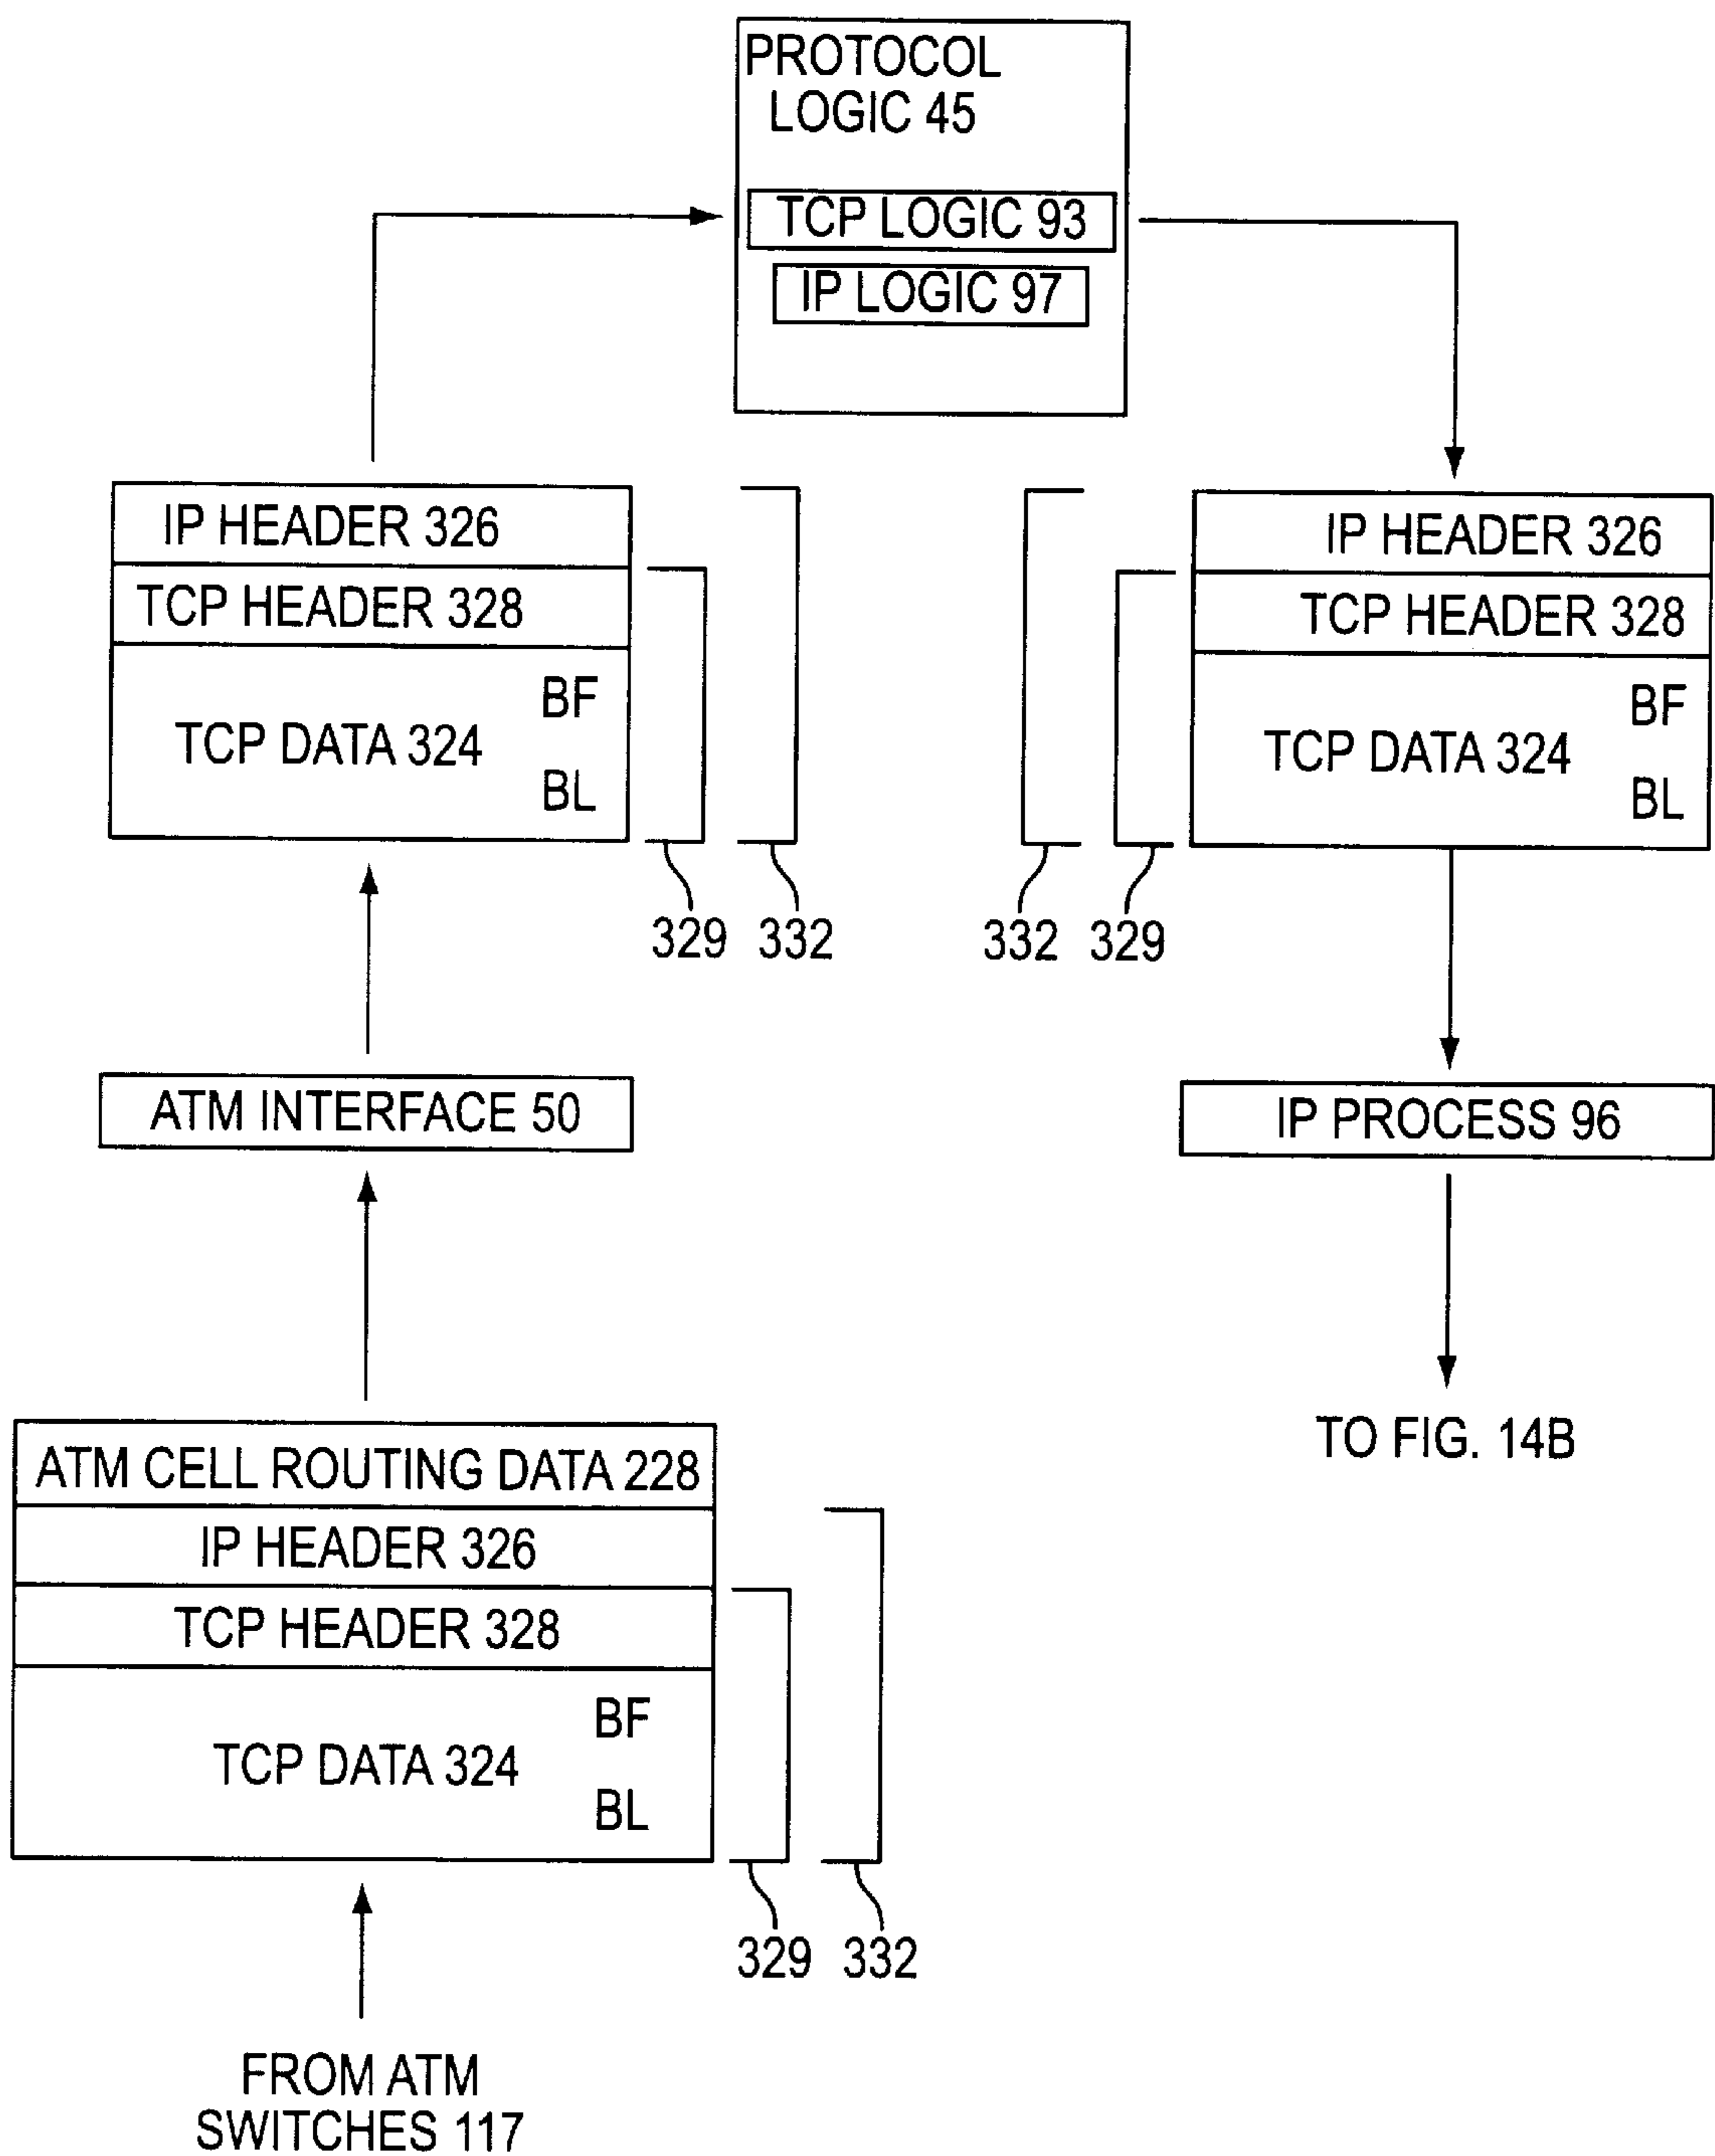 PROTOCOL
LOGIC 45
TCP LOGIC 93
IP LOGIC 97
IP HEADER 326
TCP HEADER 328
BF
TCP DATA 324
BL
329 332
IP HEADER 326
TCP HEADER 328
BF
TCP DATA 324
BL
332 329
ATM INTERFACE 50
IP PROCESS 96
TO FIG. 14B
ATM CELL ROUTING DATA 228
IP HEADER 326
TCP HEADER 328
BF
TCP DATA 324
BL
329 332
FROM ATM
SWITCHES 117